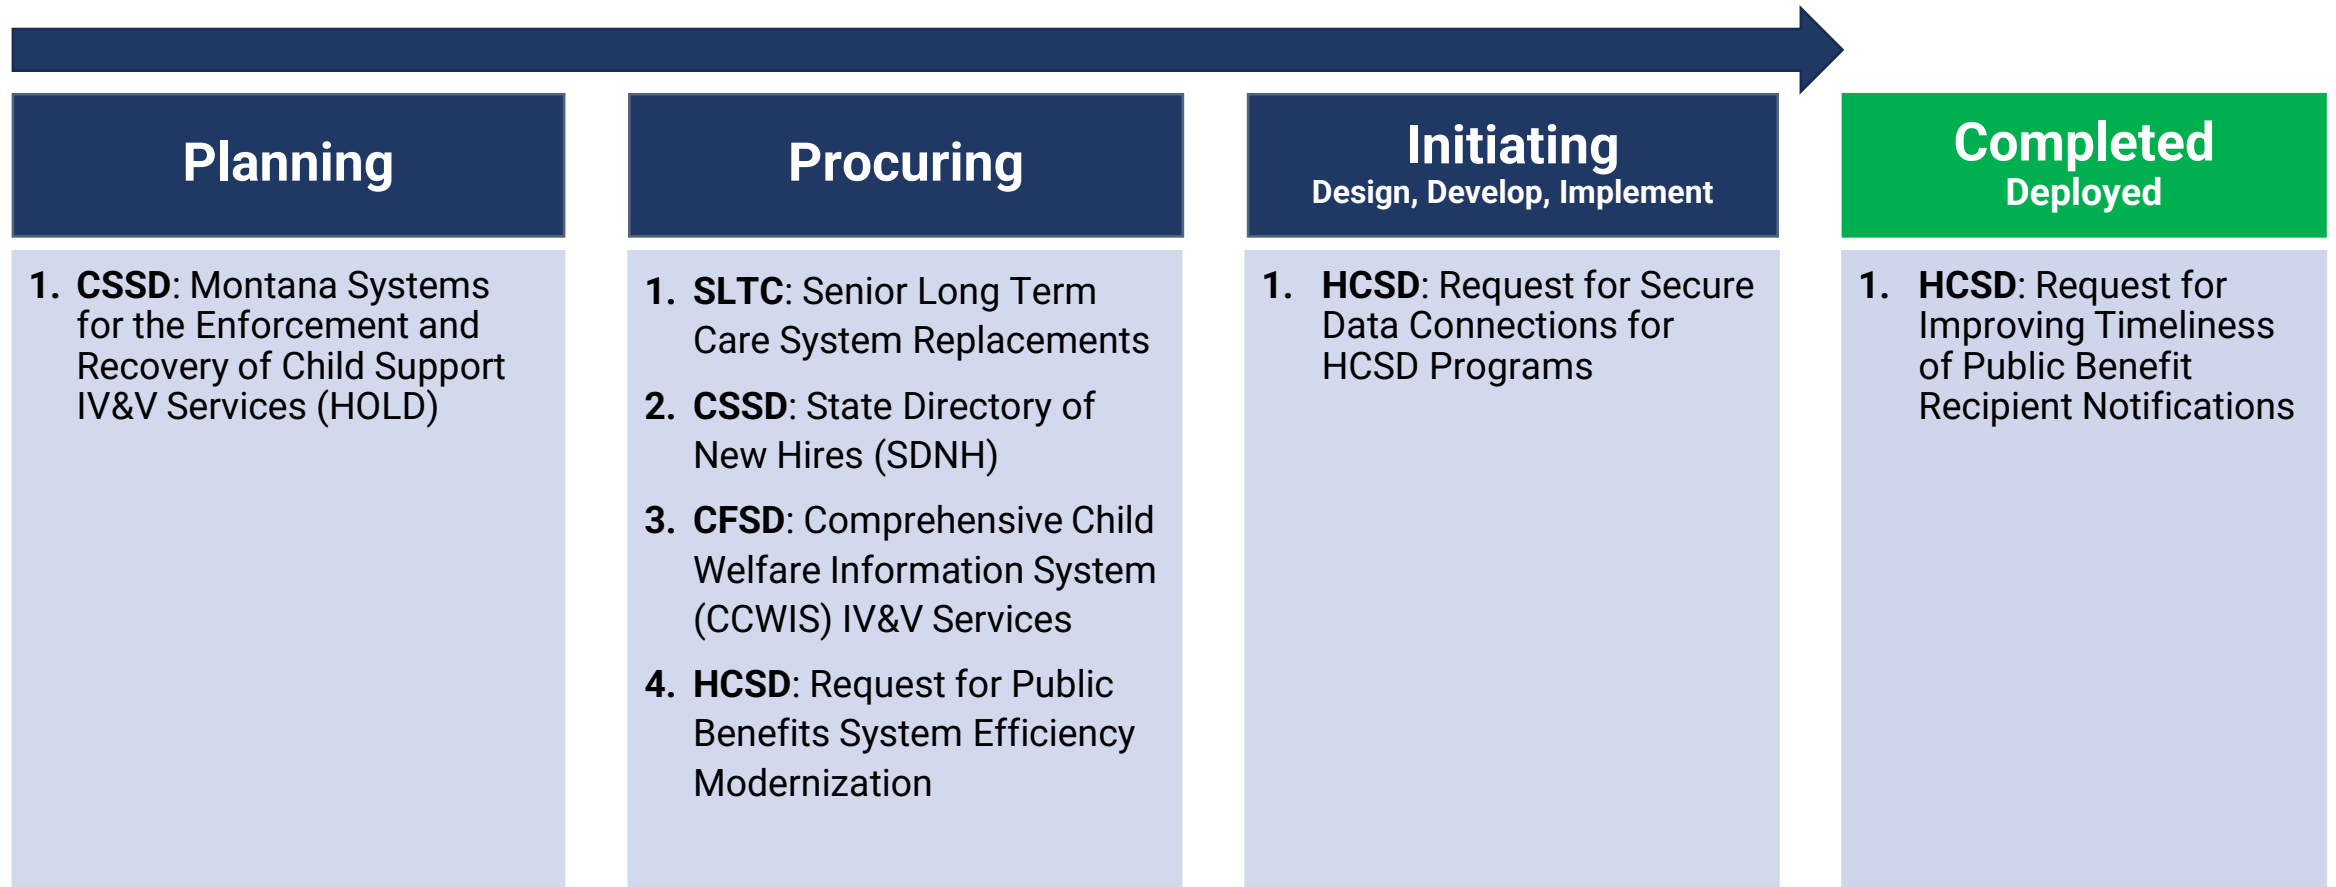 Planning
1. CSSD: Montana Systems
for the Enforcement and
Recovery of Child Support
IV&V Services (HOLD)
Procuring
1. SLTC: Senior Long Term
Care System Replacements
2. CSSD: State Directory of
New Hires (SDNH)
3. CFSD: Comprehensive Child
Welfare Information System
(CCWIS) IV&V Services
4. HCSD: Request for Public
Benefits System Efficiency
Modernization
Initiating
Design, Develop, Implement
1. HCSD: Request for Secure
Data Connections for
HCSD Programs
Completed
Deployed
1. HCSD: Request for
Improving Timeliness
of Public Benefit
Recipient Notifications